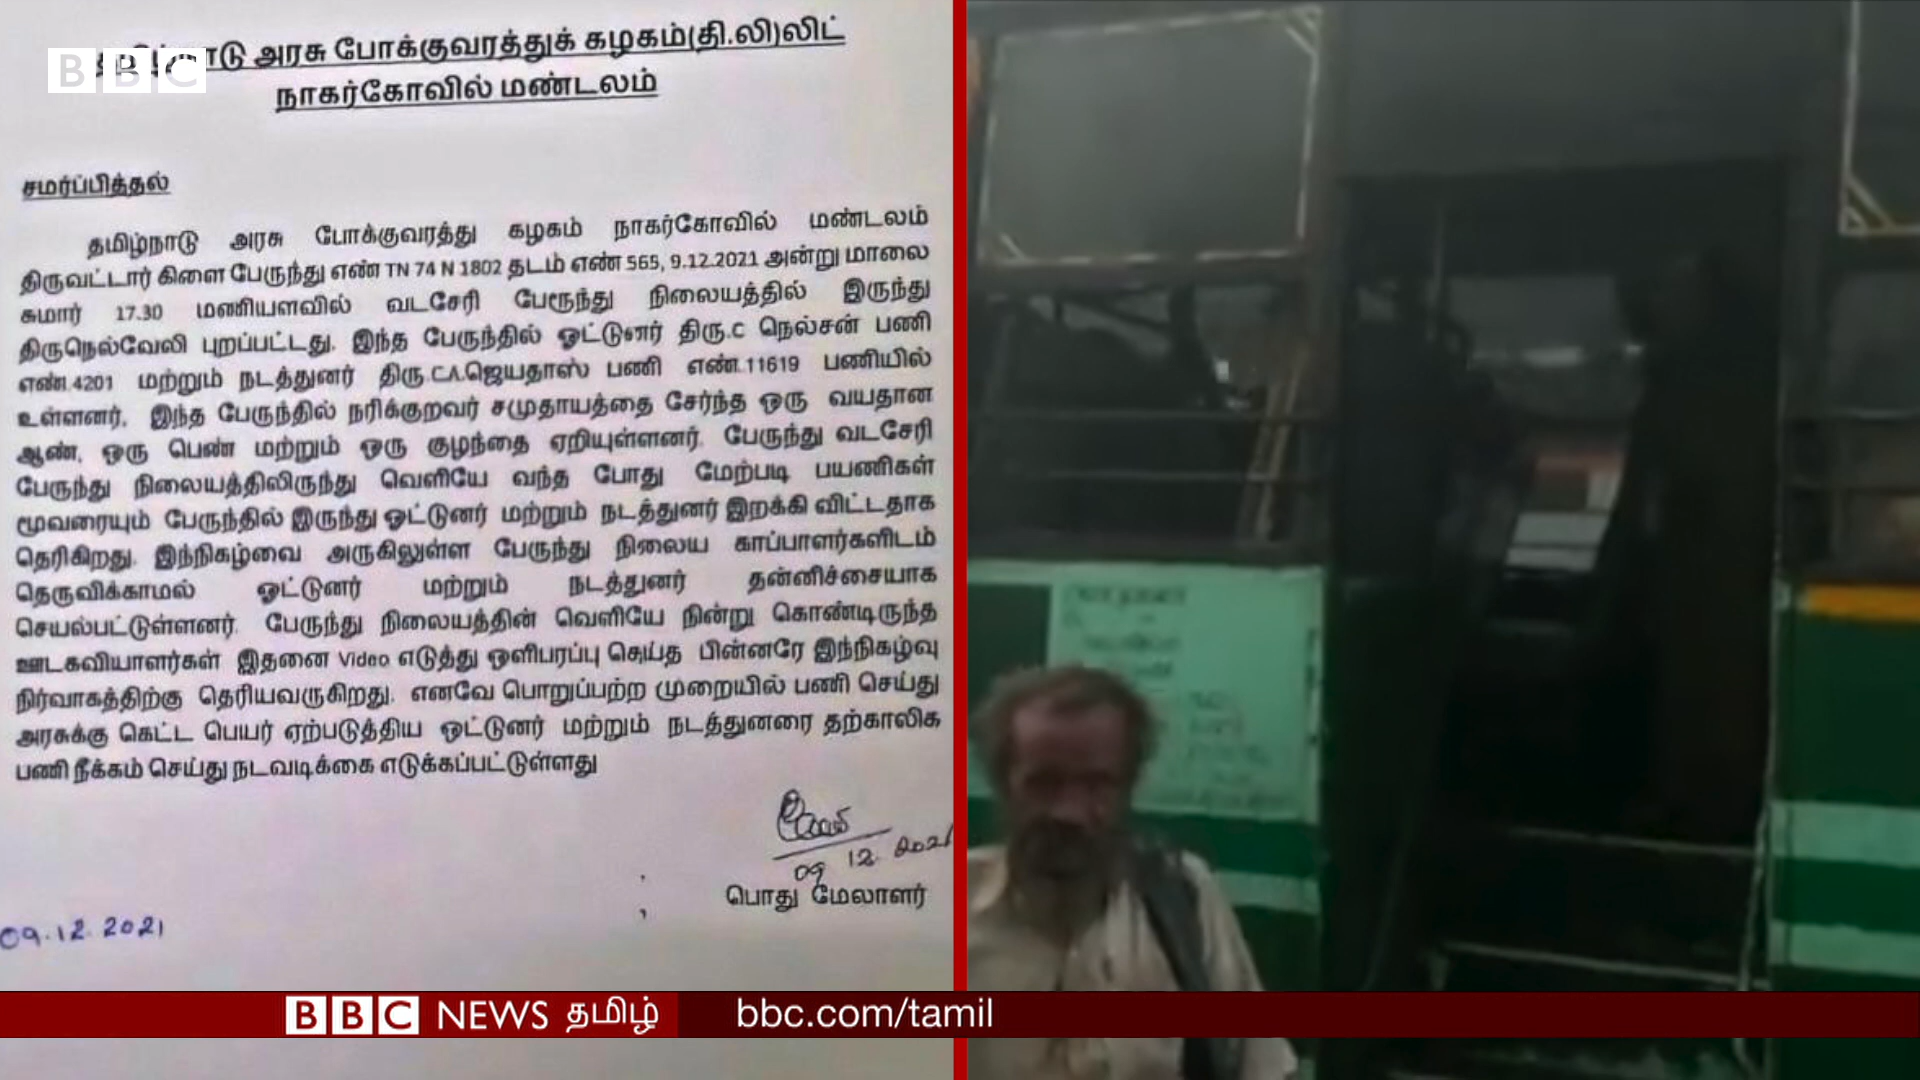 BBC
அரசு போக்குவரத்துக் கழகம்(தி.லி)லிட்
நாகர்கோவில் மண்டலம்
சமர்ப்பித்தல்
தமிழ்நாடு அரசு போக்குவரத்து கழகம் நாகர்கோவில் மண்டலம்
திருவட்டார் கிளை பேருந்து எண் TN 74 N 1802 தடம் எண் 565, 9.12.2021 அன்று மாலை
சுமார் 17.30 மணியளவில் வடசேரி பேரூந்து நிலையத்தில் இருந்து
திருநெல்வேலி புறப்பட்டது. இந்த பேருந்தில் ஓட்டுனர் திரு.C நெல்சன் பணி
எண்.4201 மற்றும் நடத்துனர் திரு.C.A.ஜெயதாஸ் பணி எண்.11619 பணியில்
உள்ளனர். இந்த பேருந்தில் நரிக்குறவர் சமுதாயத்தை சேர்ந்த ஒரு வயதான
ஆண், ஒரு பெண் மற்றும் ஒரு குழந்தை ஏறியுள்ளனர். பேருந்து வடசேரி
பேருந்து நிலையத்திலிருந்து வெளியே வந்த போது மேற்படி பயணிகள்
மூவரையும் பேருந்தில் இருந்து ஓட்டுனர் மற்றும் நடத்துனர் இறக்கி விட்டதாக
தெரிகிறது. இந்நிகழ்வை அருகிலுள்ள பேருந்து நிலைய காப்பாளர்களிடம்
தெருவிக்காமல் ஓட்டுனர் மற்றும் நடத்துனர் தன்னிச்சையாக
செயல்பட்டுள்ளனர். பேருந்து நிலையத்தின் வெளியே நின்று கொண்டிருந்த
ஊடகவியாளர்கள் இதனை Video எடுத்து ஒளிபரப்பு செய்த பின்னரே இந்நிகழ்வு
நிர்வாகத்திற்கு தெரியவருகிறது. எனவே பொறுப்பற்ற முறையில் பணி செய்து
அரசுக்கு கெட்ட பெயர் ஏற்படுத்திய ஓட்டுனர் மற்றும் நடத்துனரை தற்காலிக
பணி நீக்கம் செய்து நடவடிக்கை எடுக்கப்பட்டுள்ளது
09 12 2021
பொது மேலாளர்
09.12.2021
BBC NEWS தமிழ் bbc.com/tamil